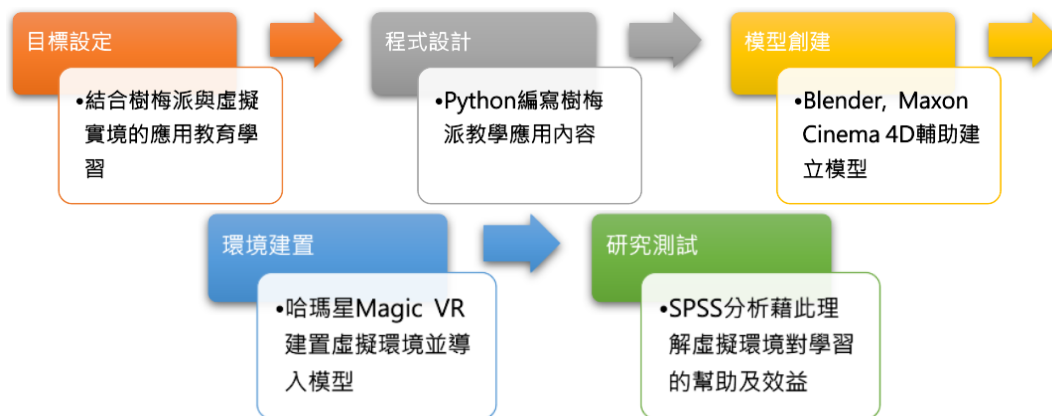 目標設定
•結合樹梅派與虛擬
實境的應用教育學
習
程式設計
•Python編寫樹梅
派教學應用內容
模型創建
•Blender, Maxon
Cinema 4D輔助建
立模型
環境建置
•哈瑪星Magic VR
建置虛擬環境並導
入模型
研究測試
•SPSS分析藉此理
解虛擬環境對學習
的幫助及效益